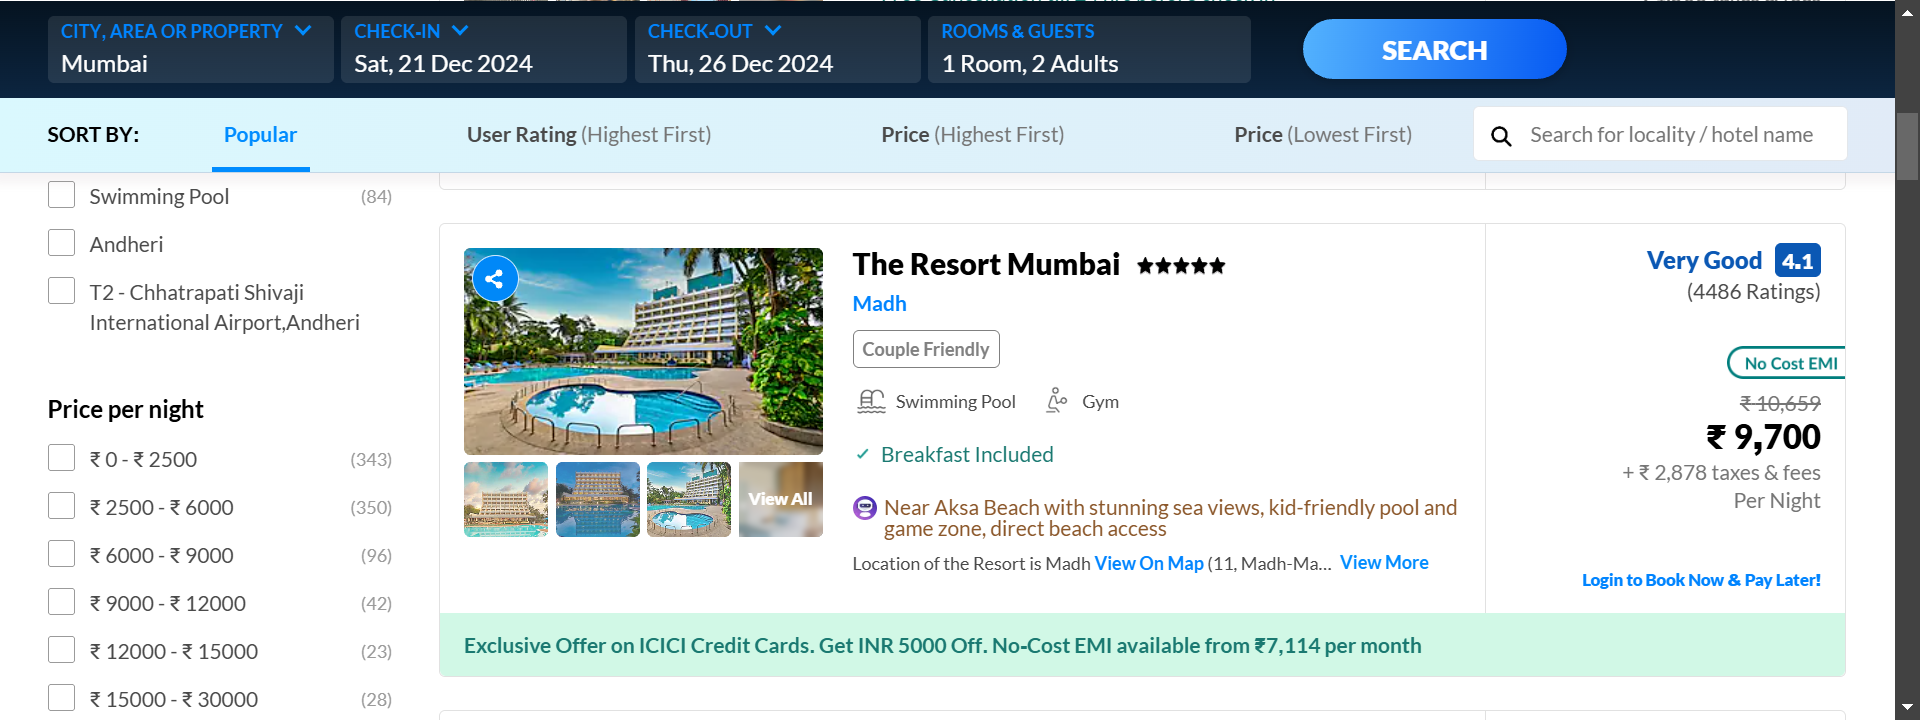 CITY, AREA OR PROPERTY
Mumbai
CHECK-IN
Sat, 21 Dec 2024
CHECK-OUT
Thu, 26 Dec 2024
ROOMS & GUESTS
1 Room, 2 Adults
SEARCH
SORT BY:
Popular
User Rating (Highest First)
Price (Highest First)
Price (Lowest First)
Search for locality / hotel name
Swimming Pool (84)
Andheri
T2 - Chhatrapati Shivaji
International Airport,Andheri
Price per night
₹ 0 - ₹ 2500 (343)
₹ 2500 - ₹ 6000 (350)
₹ 6000 - ₹ 9000 (96)
₹ 9000 - ₹ 12000 (42)
₹ 12000 - ₹ 15000 (23)
₹ 15000 - ₹ 30000 (28)
View All
The Resort Mumbai
Madh
Couple Friendly
Swimming Pool
Gym
Breakfast Included
Near Aksa Beach with stunning sea views, kid-friendly pool and
game zone, direct beach access
Location of the Resort is Madh View On Map (11, Madh-Ma... View More
Very Good 4.1
(4486 Ratings)
No Cost EMI
₹ 10,659
₹ 9,700
+ ₹ 2,878 taxes & fees
Per Night
Login to Book Now & Pay Later!
Exclusive Offer on ICICI Credit Cards. Get INR 5000 Off. No-Cost EMI available from ₹7,114 per month